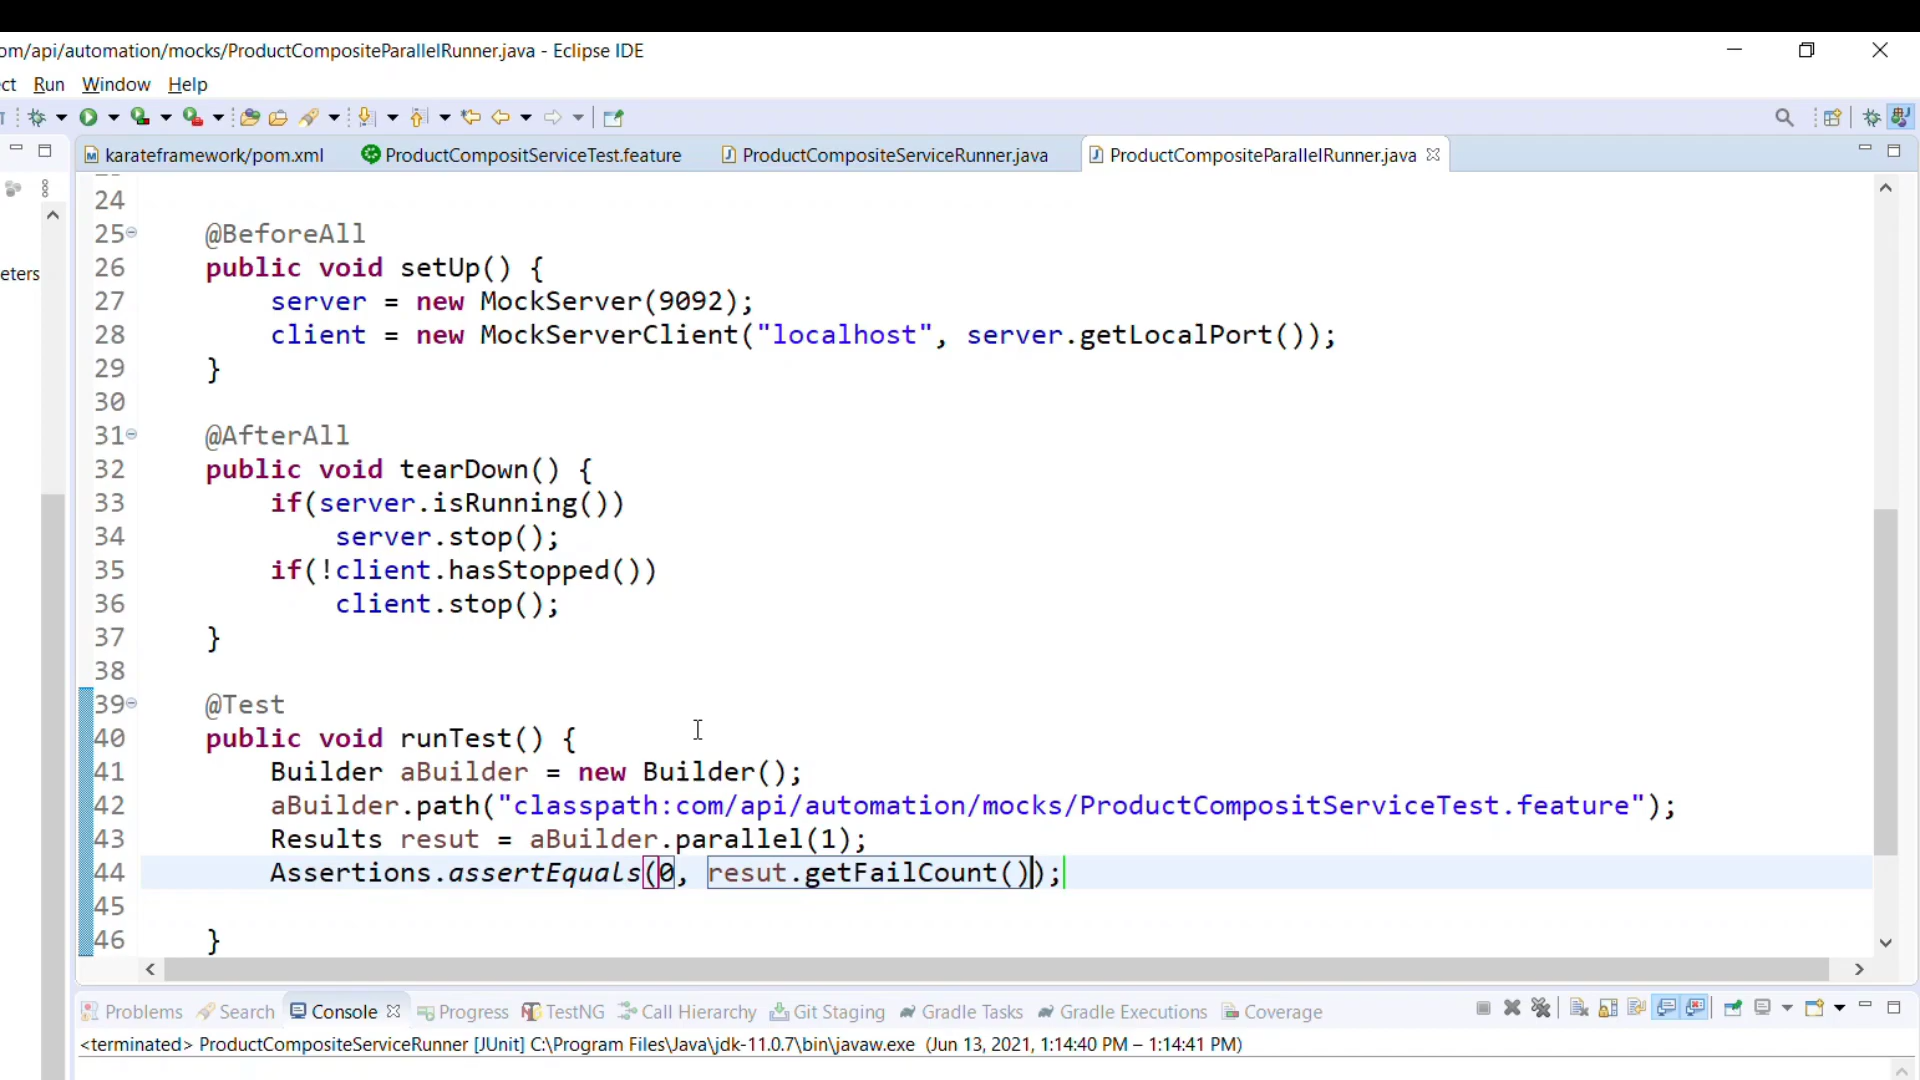 om/api/automation/mocks/ProductCompositeParallelRunner.java - Eclipse IDE
ct Run Window Help
karateframework/pom.xml ProductCompositServiceTest.feature ProductCompositeServiceRunner.java ProductCompositeParallelRunner.java
eters
24
25 @BeforeAll
26 public void setUp() {
27 server = new MockServer(9092);
28 client = new MockServerClient("localhost", server.getLocalPort());
29 }
30
31 @AfterAll
32 public void tearDown() {
33 if(server.isRunning())
34 server.stop();
35 if(!client.hasStopped())
36 client.stop();
37 }
38
39 @Test
40 public void runTest() {
41 Builder aBuilder = new Builder();
42 aBuilder.path("classpath:com/api/automation/mocks/ProductCompositServiceTest.feature");
43 Results resut = aBuilder.parallel(1);
44 Assertions.assertEquals(0, resut.getFailCount());
45
46 }
Problems Search Console Progress TestNG Call Hierarchy Git Staging Gradle Tasks Gradle Executions Coverage
<terminated> ProductCompositeServiceRunner [JUnit] C:\Program Files\Java\jdk-11.0.7\bin\javaw.exe (Jun 13, 2021, 1:14:40 PM – 1:14:41 PM)